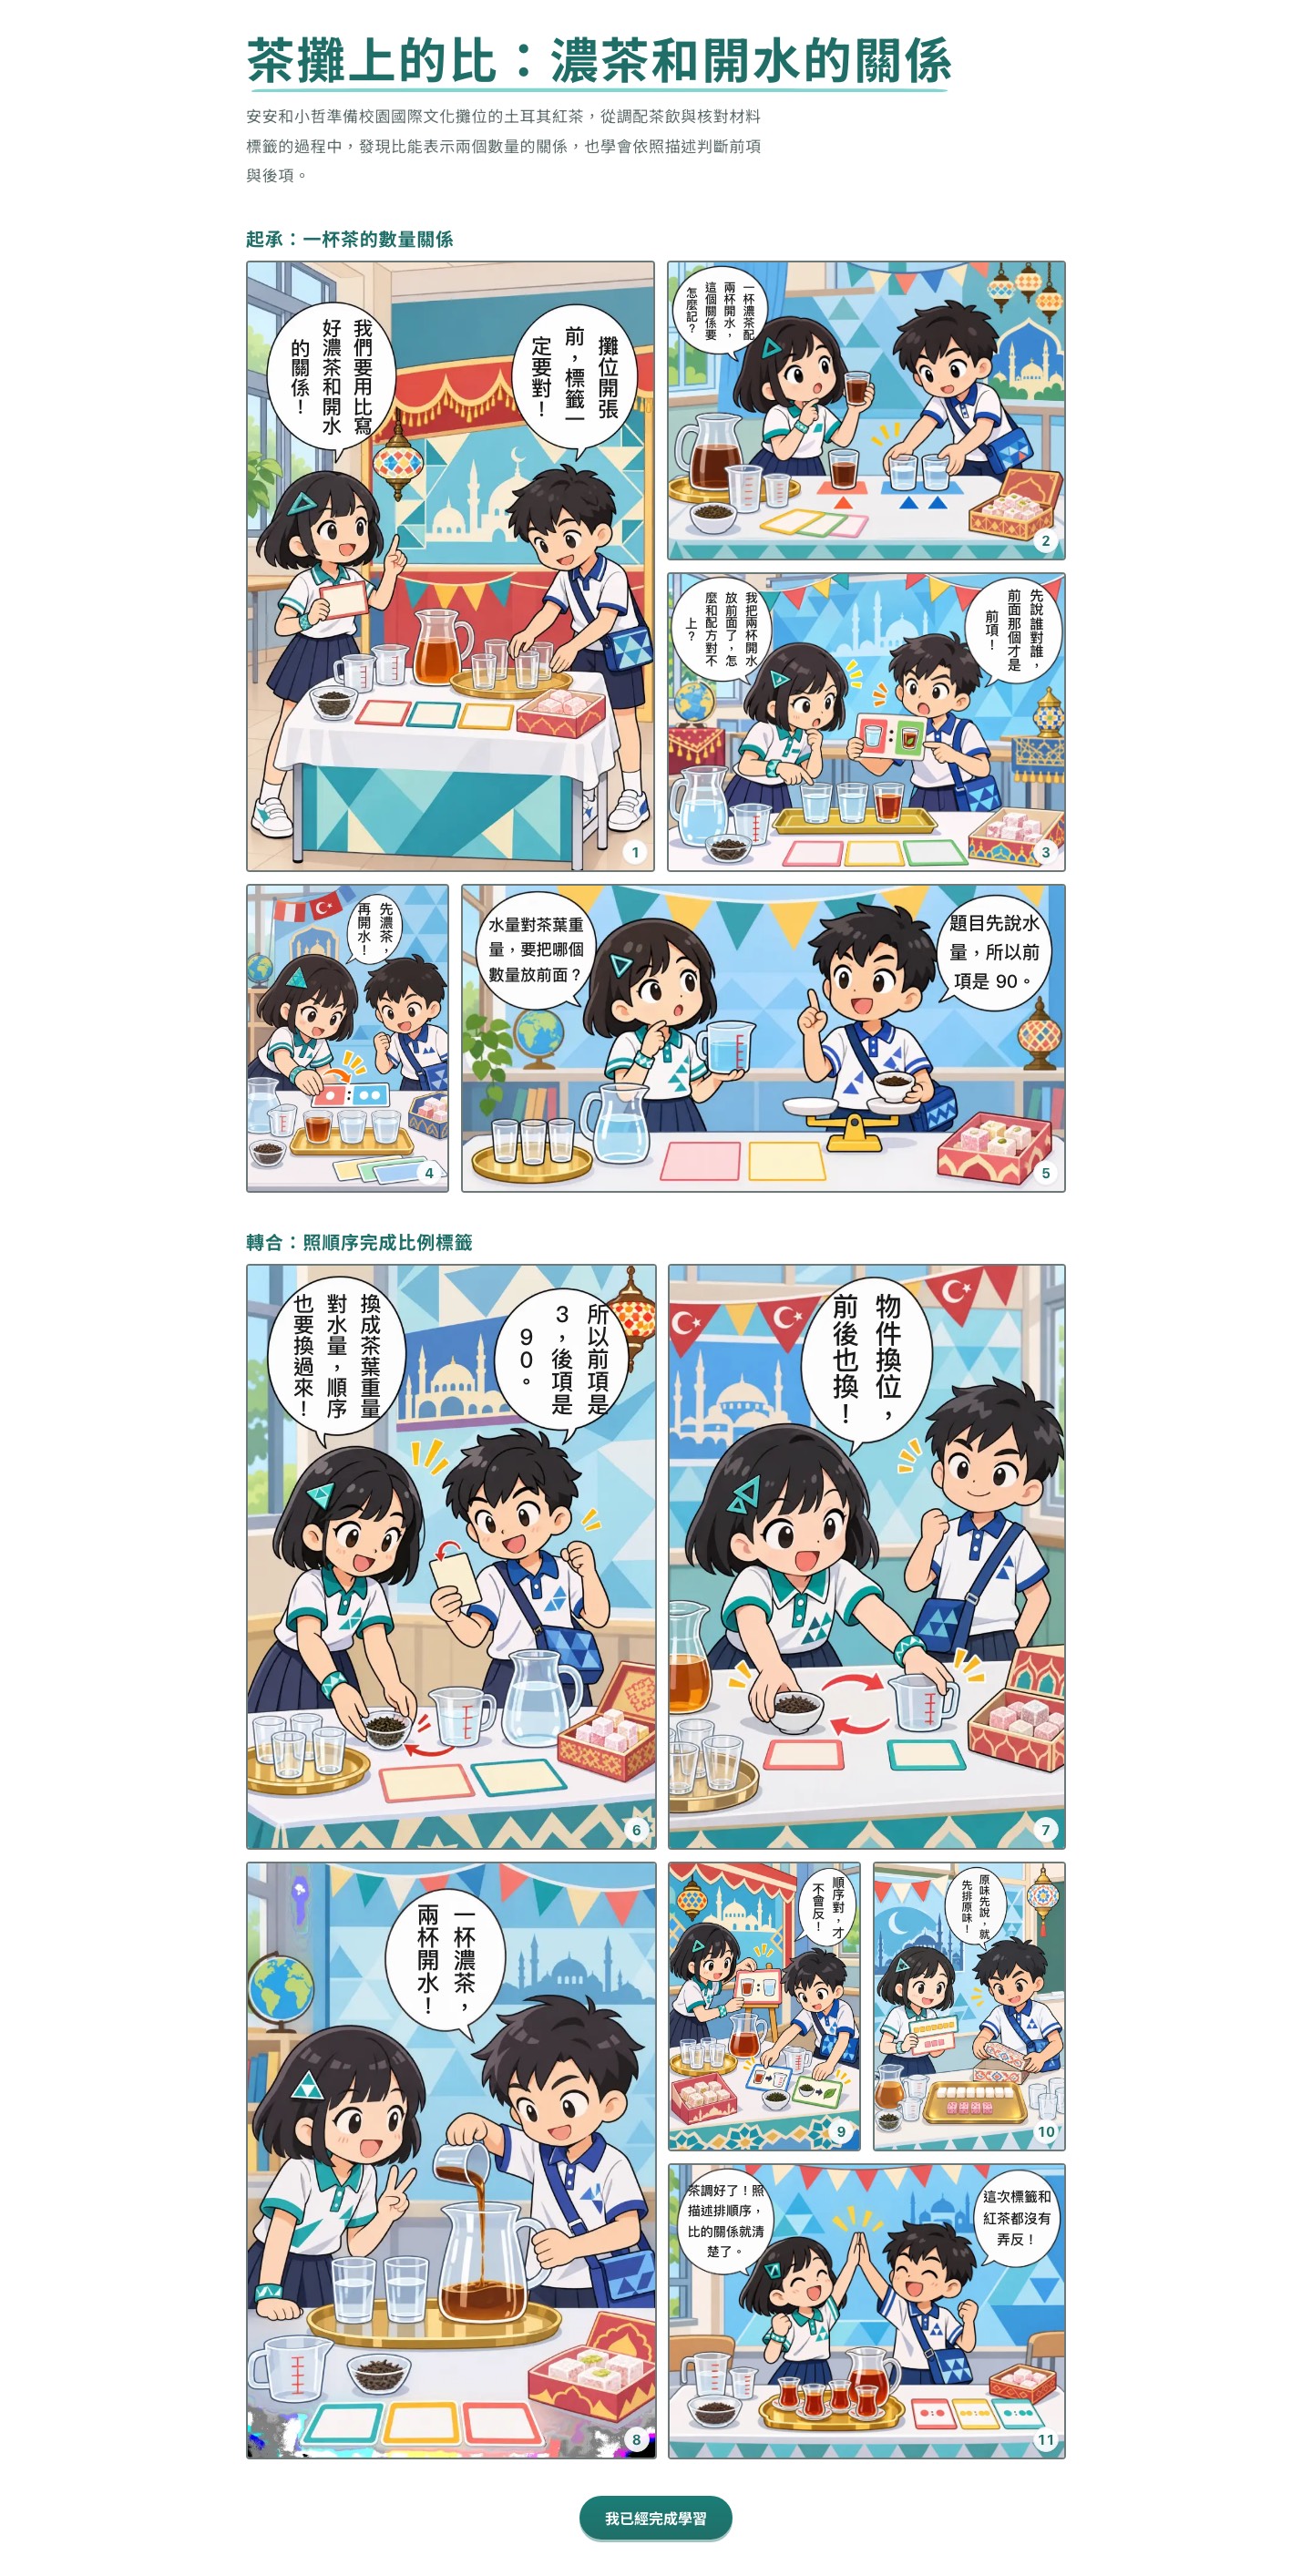 茶攤上的比：濃茶和開水的關係
安安和小哲準備校園國際文化攤位的土耳其紅茶，從調配茶飲與核對材料
標籤的過程中，發現比能表示兩個數量的關係，也學會依照描述判斷前項
與後項。
起承：一杯茶的數量關係
我們要用比寫
好濃茶和開水
的關係！
攤位開張
前，標籤一
定要對！
1
一杯濃茶配
兩杯開水，
這個關係要
怎麼記？
2
我把兩杯開水
放前面了，怎
麼和配方對不
上？
先說誰對誰，
前面那個才是
前項！
3
先濃茶，
再開水！
4
水量對茶葉重
量，要把哪個
數量放前面？
題目先說水
量，所以前
項是 90。
5
轉合：照順序完成比例標籤
換成茶葉重量
對水量，順序
也要換過來！
所以前項是
3，後項是
90。
6
物件換位，
前後也換！
7
一杯濃茶，
兩杯開水！
8
順序對，才
不會反！
9
原味先說，就
先排原味！
10
茶調好了！照
描述排順序，
比的關係就清
楚了。
這次標籤和
紅茶都沒有
弄反！
11
我已經完成學習